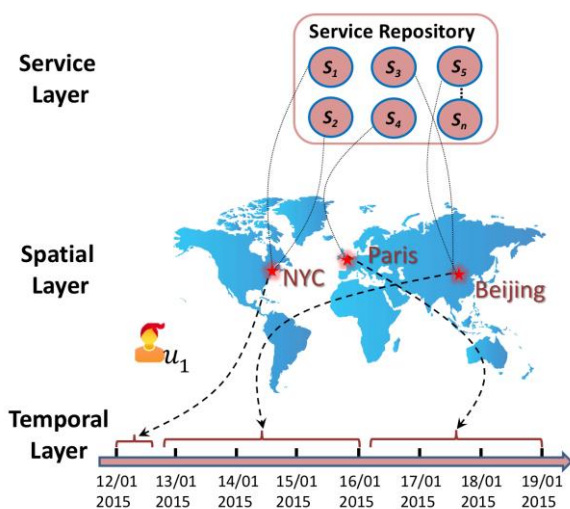 Service Repository
Service
Layer
S1 S3 S5
S2 S4 Sn
Spatial
Layer
NYC
Paris
Beijing
u1
Temporal
Layer
12/01 13/01 14/01 15/01 16/01 17/01 18/01 19/01
2015 2015 2015 2015 2015 2015 2015 2015